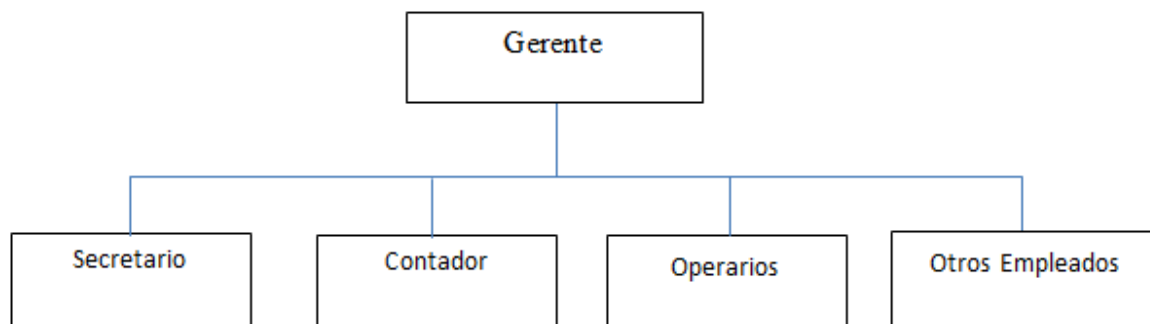 Gerente
Secretario
Contador
Operarios
Otros Empleados